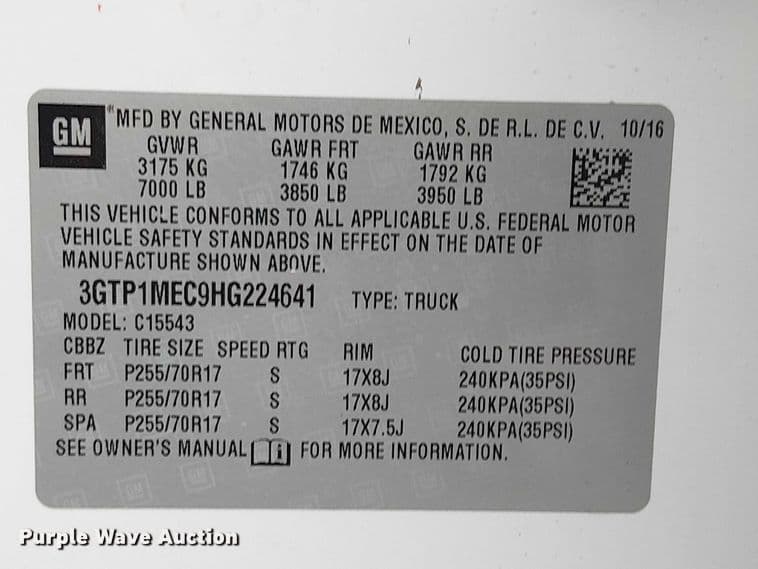 GM
"MFD BY GENERAL MOTORS DE MEXICO, S. DE R.L. DE C.V. 10/16
GVWR GAWR FRT GAWR RR
3175 KG 1746 KG 1792 KG
7000 LB 3850 LB 3950 LB
THIS VEHICLE CONFORMS TO ALL APPLICABLE U.S. FEDERAL MOTOR
VEHICLE SAFETY STANDARDS IN EFFECT ON THE DATE OF
MANUFACTURE SHOWN ABOVE.
3GTP1MEC9HG224641 TYPE: TRUCK
MODEL: C15543
CBBZ TIRE SIZE SPEED RTG RIM COLD TIRE PRESSURE
FRT P255/70R17 S 17X8J 240KPA(35PSI)
RR P255/70R17 S 17X8J 240KPA(35PSI)
SPA P255/70R17 S 17X7.5J 240KPA(35PSI)
SEE OWNER'S MANUAL i FOR MORE INFORMATION.
Purple Wave Auction